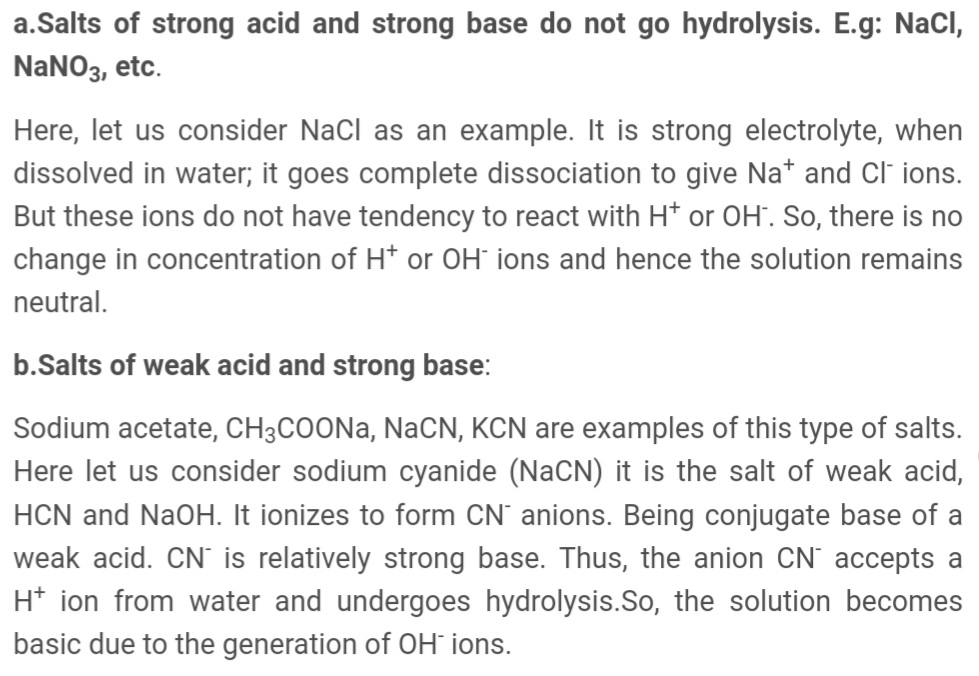 a.Salts of strong acid and strong base do not go hydrolysis. E.g: NaCl,
NaNO₃, etc.
Here, let us consider NaCl as an example. It is strong electrolyte, when
dissolved in water; it goes complete dissociation to give Na⁺ and Cl⁻ ions.
But these ions do not have tendency to react with H⁺ or OH⁻. So, there is no
change in concentration of H⁺ or OH⁻ ions and hence the solution remains
neutral.
b.Salts of weak acid and strong base:
Sodium acetate, CH₃COONa, NaCN, KCN are examples of this type of salts.
Here let us consider sodium cyanide (NaCN) it is the salt of weak acid,
HCN and NaOH. It ionizes to form CN⁻ anions. Being conjugate base of a
weak acid. CN⁻ is relatively strong base. Thus, the anion CN⁻ accepts a
H⁺ ion from water and undergoes hydrolysis.So, the solution becomes
basic due to the generation of OH⁻ ions.